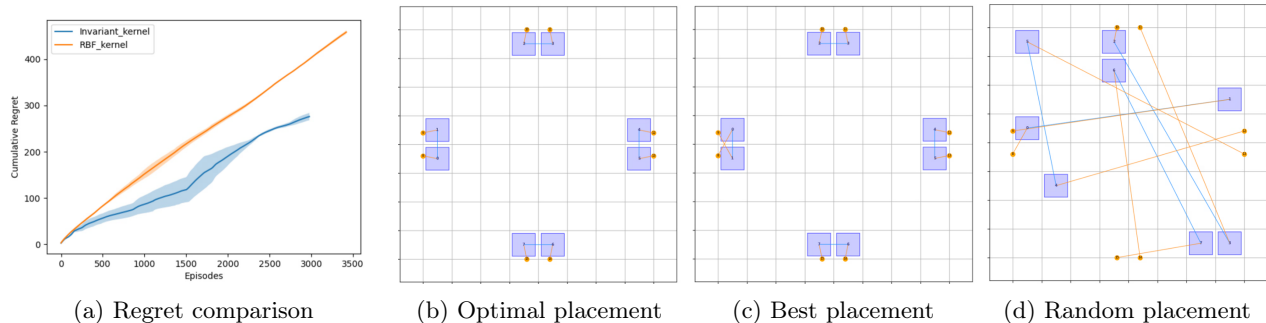 Invariant_kernel
RBF_kernel
400
300
200
100
0
Cumulative Regret
0 500 1000 1500 2000 2500 3000 3500
Episodes
(a) Regret comparison
(b) Optimal placement
(c) Best placement
(d) Random placement